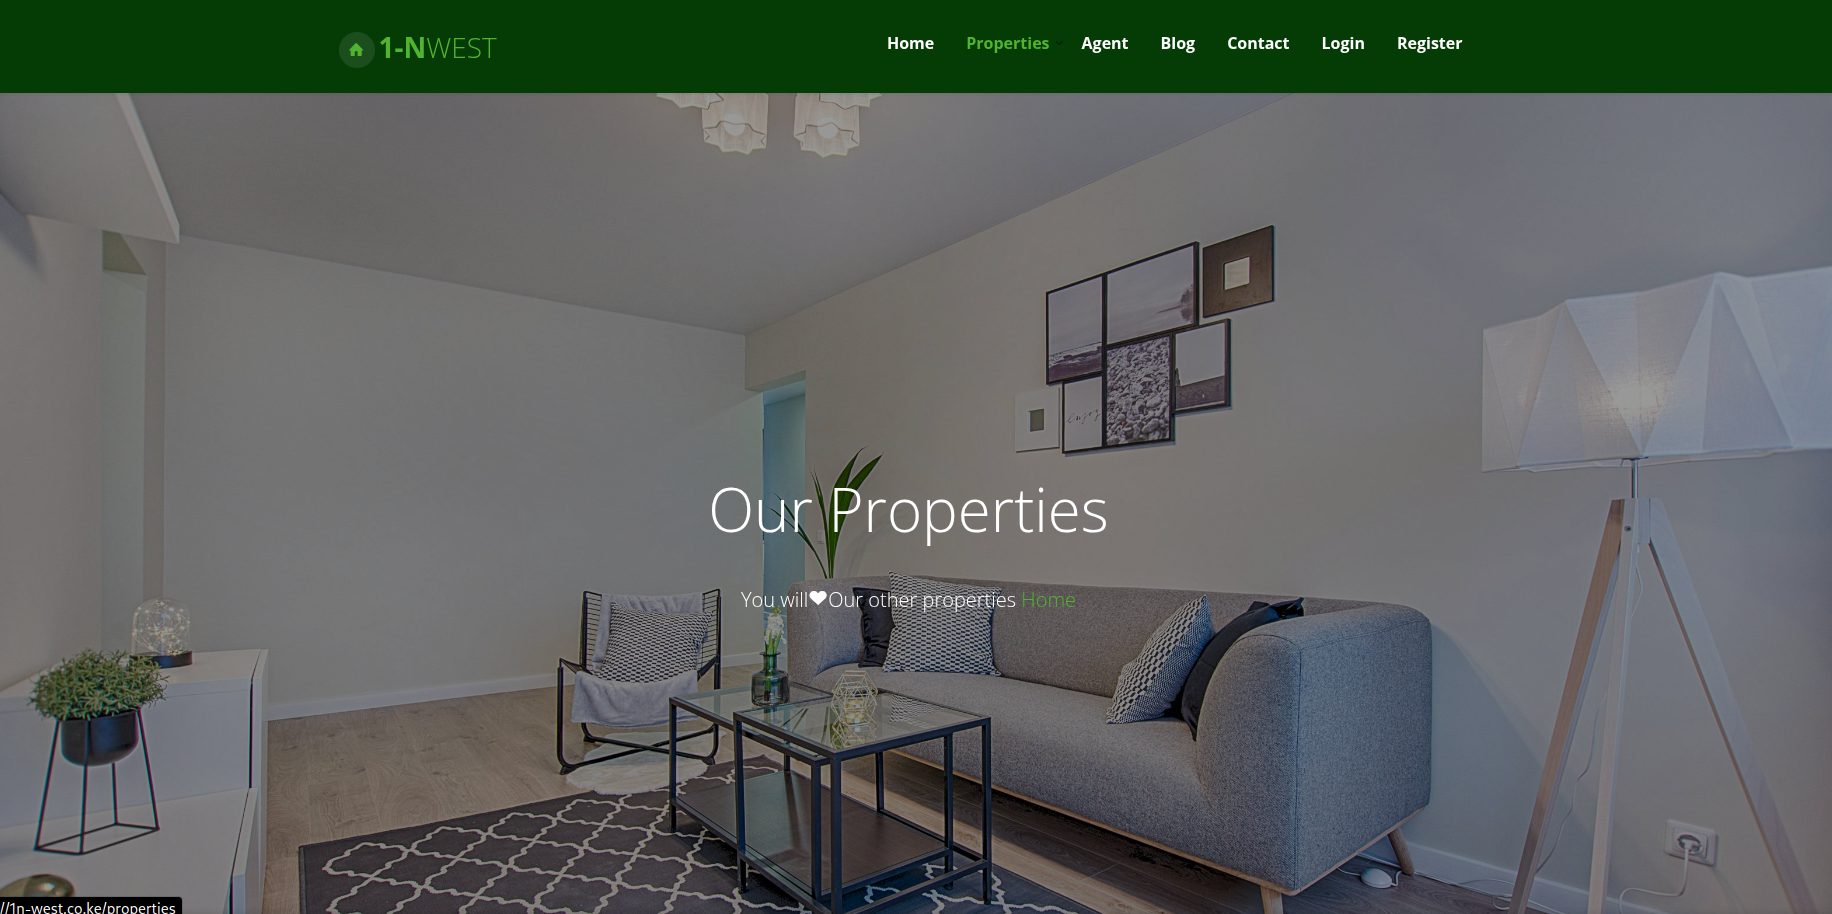 1-NWEST
Home Properties Agent Blog Contact Login Register
enjoy
Our Properties
You will❤Our other properties Home
//1n-west.co.ke/properties